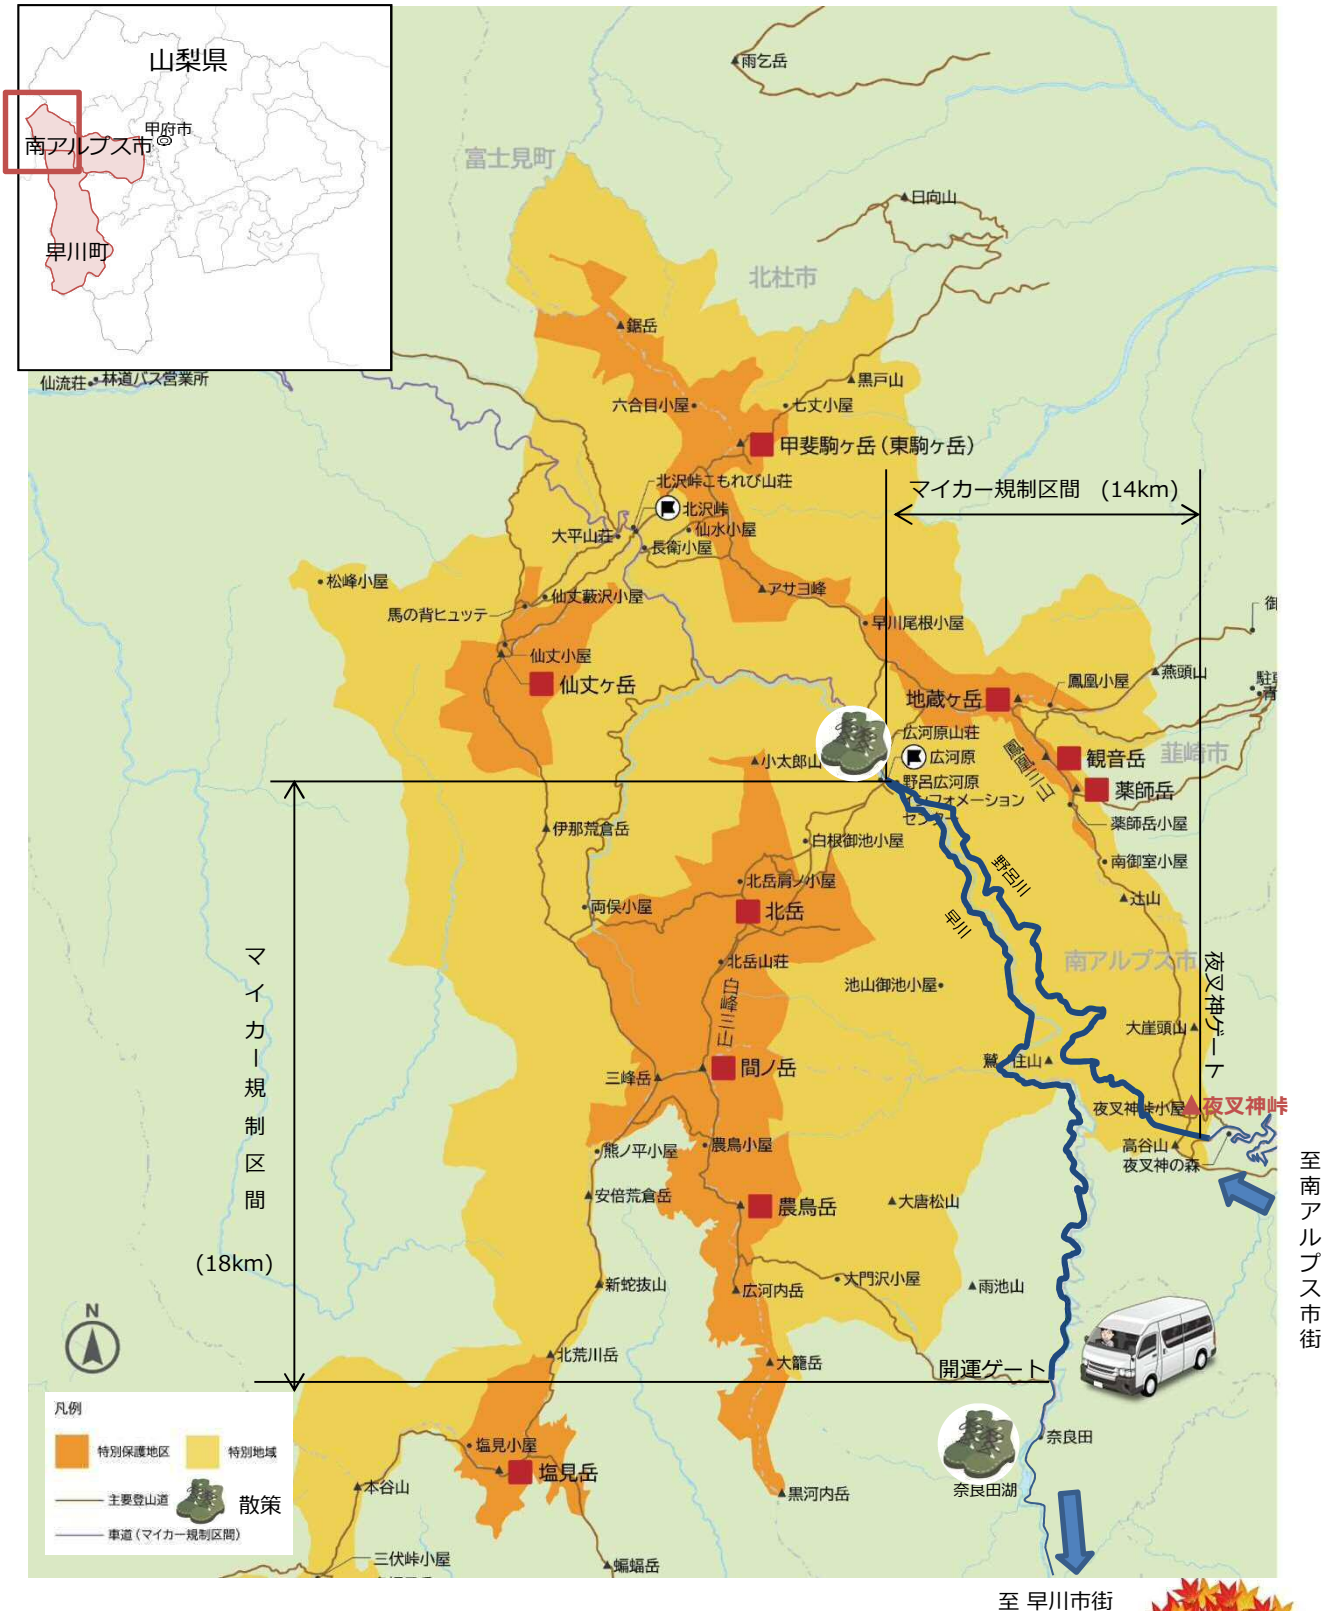 山梨県
甲府市
南アルプス市
早川町
雨乞岳
富士見町
日向山
北杜市
鋸岳
仙流荘
林道バス営業所
黒戸山
六合目小屋
七丈小屋
甲斐駒ヶ岳（東駒ヶ岳）
北沢峠こもれび山荘
マイカー規制区間 (14km)
北沢峠
仙水小屋
大平山荘
長衛小屋
松峰小屋
アサヨ峰
仙丈藪沢小屋
馬の背ヒュッテ
早川尾根小屋
御
仙丈小屋
仙丈ヶ岳
燕頭山
鳳凰小屋
地蔵ヶ岳
広河原山荘
鳳凰三山
韮崎市
小太郎山
広河原
観音岳
野呂広河原
インフォメーション
センター
薬師岳
薬師岳小屋
伊那荒倉岳
白根御池小屋
野呂川
南御室小屋
北岳肩ノ小屋
両俣小屋
北岳
早川
辻山
マイカー規制区間
(18km)
北岳山荘
南アルプス市
夜叉神ゲート
池山御池小屋
白峰三山
大崖頭山
鷲ノ住山
間ノ岳
三峰岳
夜叉神峠小屋
夜叉神峠
農鳥小屋
高谷山
熊ノ平小屋
夜叉神の森
至南アルプス市街
安倍荒倉岳
農鳥岳
大唐松山
新蛇抜山
広河内岳
大門沢小屋
雨池山
N
北荒川岳
大籠岳
開運ゲート
凡例
特別保護地区
特別地域
主要登山道
散策
車道（マイカー規制区間）
塩見小屋
塩見岳
奈良田
奈良田湖
本谷山
黒河内岳
三伏峠小屋
蝙蝠岳
至 早川市街